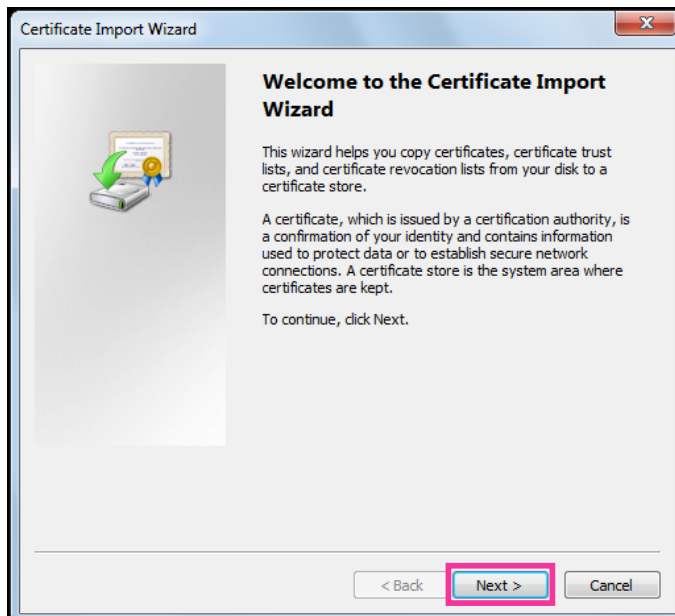 Certificate Import Wizard
Welcome to the Certificate Import
Wizard
This wizard helps you copy certificates, certificate trust
lists, and certificate revocation lists from your disk to a
certificate store.
A certificate, which is issued by a certification authority, is
a confirmation of your identity and contains information
used to protect data or to establish secure network
connections. A certificate store is the system area where
certificates are kept.
To continue, click Next.
< Back
Next >
Cancel